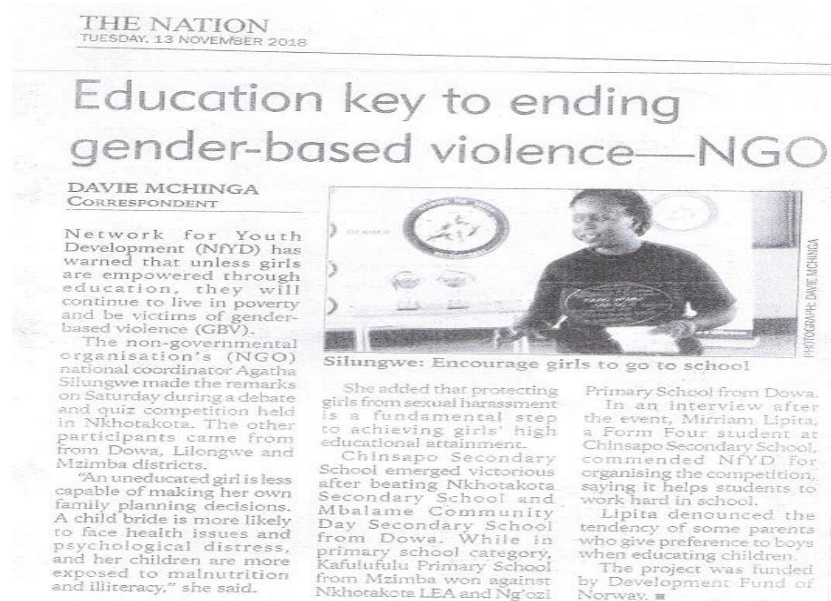 THE NATION
TUESDAY, 13 NOVEMBER 2018
Education key to ending
gender-based violence—NGO
DAVIE MCHINGA
CORRESPONDENT
Network for Youth
Development (NfYD) has
warned that unless girls
are empowered through
education, they will
continue to live in poverty
and be victims of gender-
based violence (GBV).
The non-governmental
organisation's (NGO)
national coordinator Agatha
Silungwe made the remarks
on Saturday during a debate
and quiz competition held
in Nkhotakota. The other
participants came from
from Dowa, Lilongwe and
Mzimba districts.
"An uneducated girl is less
capable of making her own
family planning decisions.
A child bride is more likely
to face health issues and
psychological distress,
and her children are more
exposed to malnutrition
and illiteracy," she said.
GENDER
PHOTOGRAPH: DAVIE MCHINGA
Silungwe: Encourage girls to go to school
She added that protecting
girls from sexual harassment
is a fundamental step
to achieving girls' high
educational attainment.
Chinsapo Secondary
School emerged victorious
after beating Nkhotakota
Secondary School and
Mbalame Community
Day Secondary School
from Dowa. While in
primary school category,
Kafulufulu Primary School
from Mzimba won against
Nkhotakota LEA and Ng'ozi
Primary School from Dowa.
In an interview after
the event, Mirriam Lipita,
a Form Four student at
Chinsapo Secondary School,
commended NfYD for
organising the competition,
saying it helps students to
work hard in school.
Lipita denounced the
tendency of some parents
who give preference to boys
when educating children.
The project was funded
by Development Fund of
Norway.